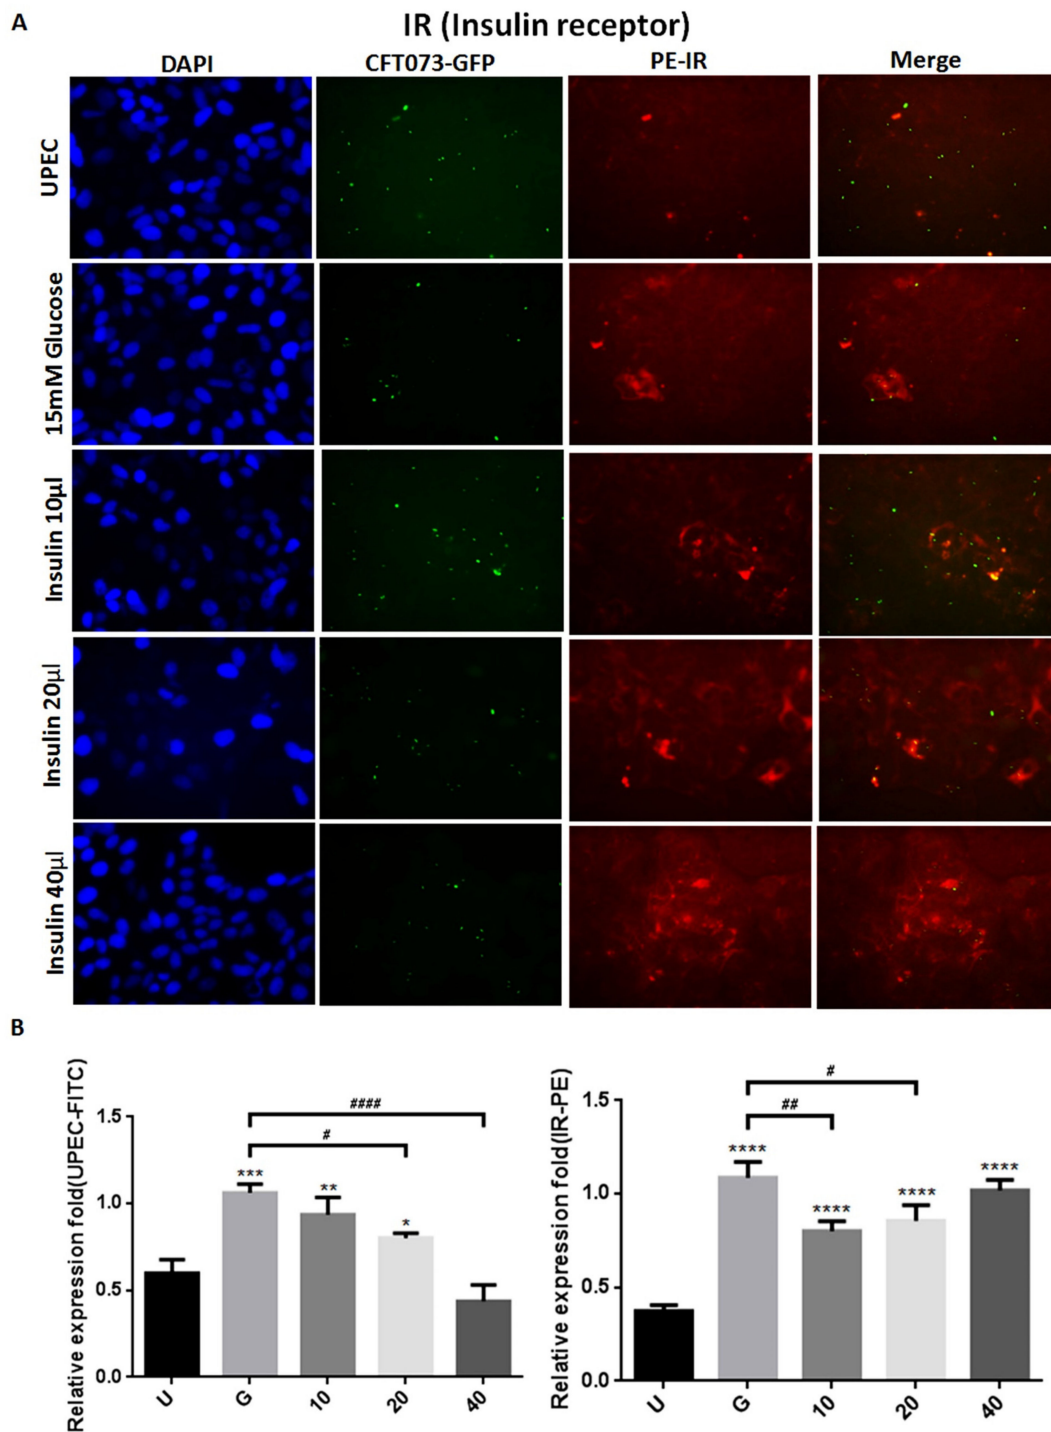 A
IR (Insulin receptor)
DAPI CFT073-GFP PE-IR Merge
UPEC
15mM Glucose
Insulin 10µl
Insulin 20µl
Insulin 40µl
B
Relative expression fold(UPEC-FITC)
1.5
1.0
0.5
0.0
####
#
***
**
*
U G 10 20 40
Relative expression fold(IR-PE)
1.5
1.0
0.5
0.0
#
##
****
****
****
****
U G 10 20 40